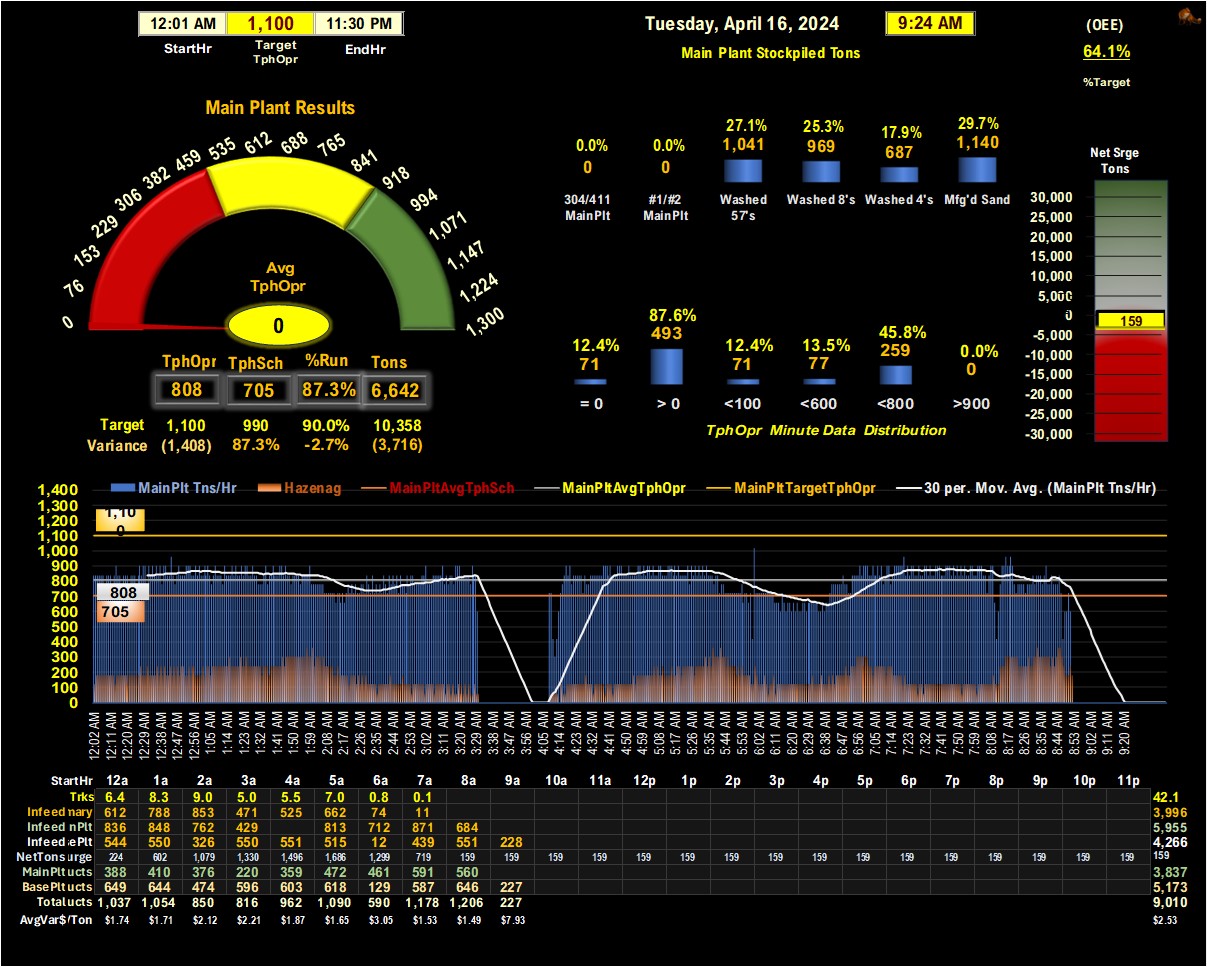 12:01 AM 1,100 11:30 PM
StartHr Target TphOpr EndHr
Tuesday, April 16, 2024 9:24 AM
Main Plant Stockpiled Tons
(OEE)
64.1%
%Target
Main Plant Results
0 76 153 229 306 382 459 535 612 688 765 841 918 994 1,071 1,147 1,224 1,300
Avg
TphOpr
0
TphOpr TphSch %Run Tons
808 705 87.3% 6,642
Target 1,100 990 90.0% 10,358
Variance (1,408) 87.3% -2.7% (3,716)
0.0% 0.0% 27.1% 25.3% 17.9% 29.7%
0 0 1,041 969 687 1,140
304/411 MainPlt #1/#2 MainPlt Washed 57's Washed 8's Washed 4's Mfg'd Sand
12.4% 87.6% 12.4% 13.5% 45.8% 0.0%
71 493 71 77 259 0
= 0 > 0 <100 <600 <800 >900
TphOpr Minute Data Distribution
Net Srge
Tons
30,000
25,000
20,000
15,000
10,000
5,000
0
159
-5,000
-10,000
-15,000
-20,000
-25,000
-30,000
MainPlt Tns/Hr Hazenag MainPltAvgTphSch MainPltAvgTphOpr MainPltTargetTphOpr 30 per. Mov. Avg. (MainPlt Tns/Hr)
1,400
1,300
1,200
1,100
1,000
900
800
700
600
500
400
300
200
100
0
1,100
808
705
12:02 AM 12:11 AM 12:20 AM 12:29 AM 12:38 AM 12:47 AM 12:56 AM 1:05 AM 1:14 AM 1:23 AM 1:32 AM 1:41 AM 1:50 AM 1:59 AM 2:08 AM 2:17 AM 2:26 AM 2:35 AM 2:44 AM 2:53 AM 3:02 AM 3:11 AM 3:20 AM 3:29 AM 3:38 AM 3:47 AM 3:56 AM 4:05 AM 4:14 AM 4:23 AM 4:32 AM 4:41 AM 4:50 AM 4:59 AM 5:08 AM 5:17 AM 5:26 AM 5:35 AM 5:44 AM 5:53 AM 6:02 AM 6:11 AM 6:20 AM 6:29 AM 6:38 AM 6:47 AM 6:56 AM 7:05 AM 7:14 AM 7:23 AM 7:32 AM 7:41 AM 7:50 AM 7:59 AM 8:08 AM 8:17 AM 8:26 AM 8:35 AM 8:44 AM 8:53 AM 9:02 AM 9:11 AM 9:20 AM
StartHr 12a 1a 2a 3a 4a 5a 6a 7a 8a 9a 10a 11a 12p 1p 2p 3p 4p 5p 6p 7p 8p 9p 10p 11p
Trks 6.4 8.3 9.0 5.0 5.5 7.0 0.8 0.1 42.1
Infeed mary 612 788 853 471 525 662 74 11 3,996
Infeed nPlt 836 848 762 429 813 712 871 684 5,955
Infeed ePlt 544 550 326 550 551 515 12 439 551 228 4,266
NetTons urge 224 602 1,079 1,330 1,496 1,686 1,299 719 159 159 159 159 159 159 159 159 159 159 159 159 159 159 159 159 159
MainPlt ucts 388 410 376 220 359 472 461 591 560 3,837
BasePlt ucts 649 644 474 596 603 618 129 587 646 227 5,173
Total ucts 1,037 1,054 850 816 962 1,090 590 1,178 1,206 227 9,010
AvgVar$/Ton $1.74 $1.71 $2.12 $2.21 $1.87 $1.65 $3.05 $1.53 $1.49 $7.93 $2.53